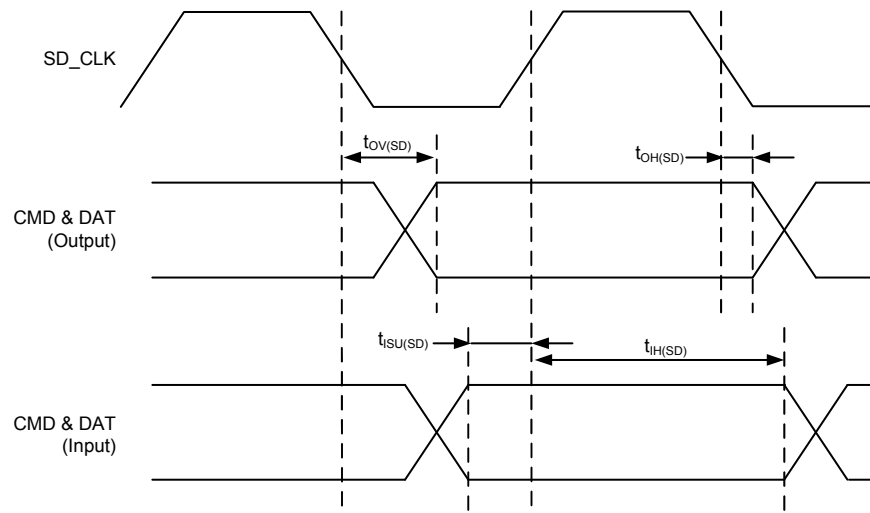 SD_CLK
tOV(SD)
tOH(SD)
CMD & DAT
(Output)
tISU(SD)
tIH(SD)
CMD & DAT
(Input)